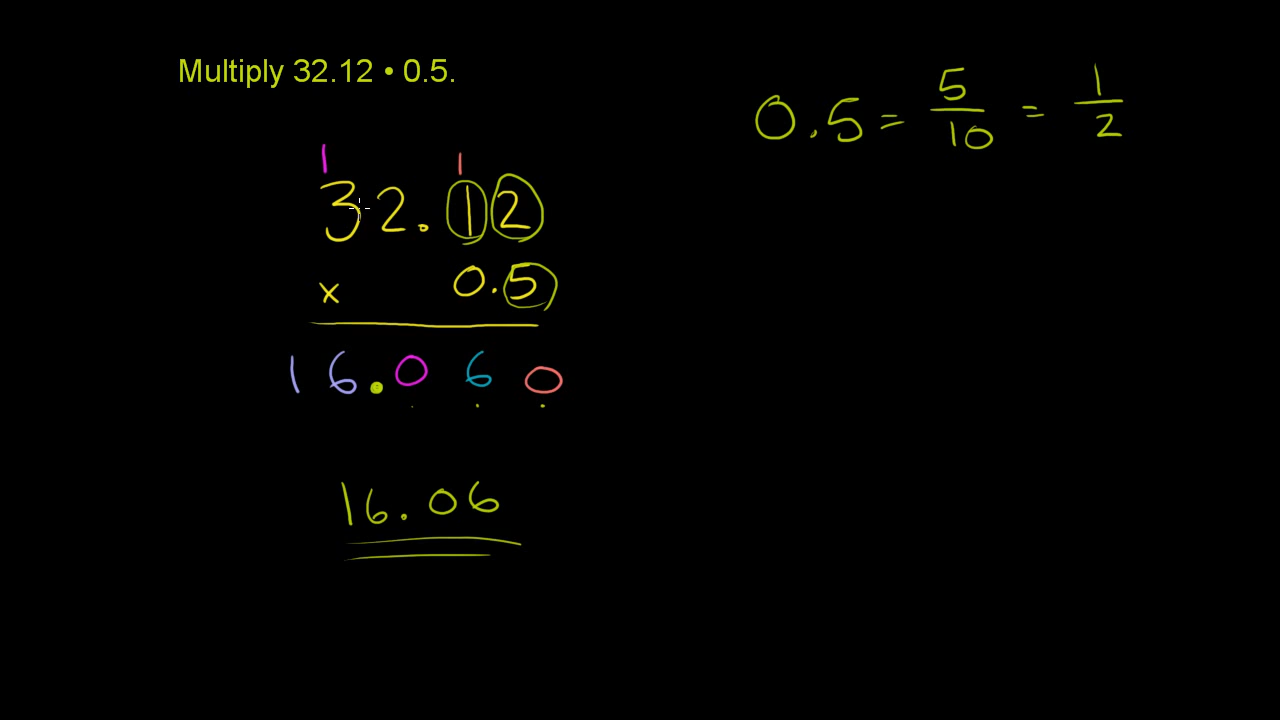 Multiply 32.12 • 0.5.
0.5 = 5/10 = 1/2
1 1
32.12
x 0.5
16.060
16.06